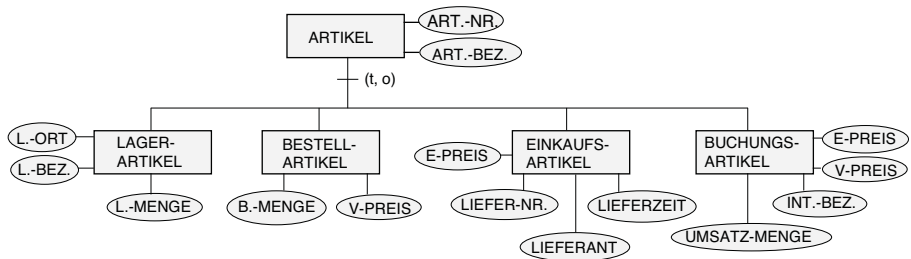 ART.-NR.
ARTIKEL
ART.-BEZ.
(t, o)
L.-ORT
LAGER-
ARTIKEL
L.-BEZ.
L.-MENGE
BESTELL-
ARTIKEL
B.-MENGE
V-PREIS
EINKAUFS-
ARTIKEL
E-PREIS
LIEFER-NR.
LIEFERZEIT
LIEFERANT
BUCHUNGS-
ARTIKEL
E-PREIS
V-PREIS
INT.-BEZ.
UMSATZ-MENGE